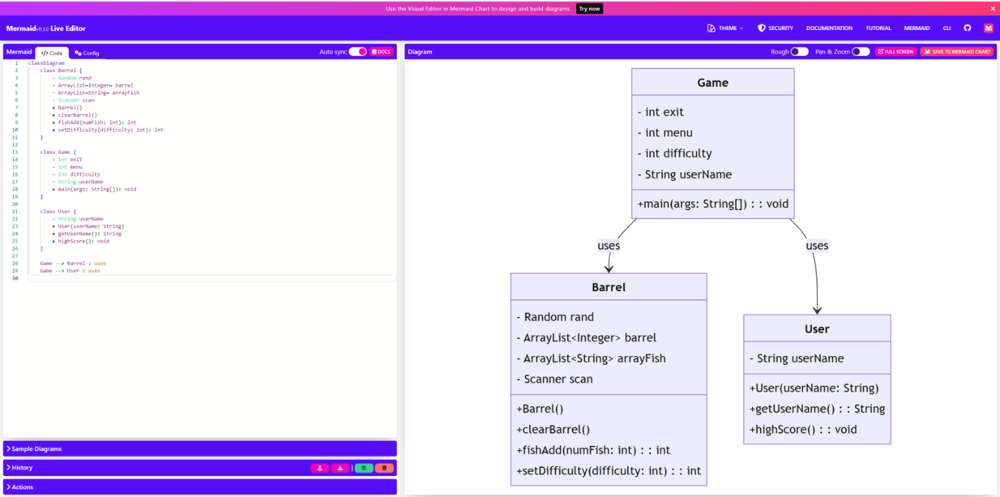 Use the Visual Editor in Mermaid Chart to design and build diagrams Try now ×
Mermaid v11.3.0 Live Editor THEME SECURITY DOCUMENTATION TUTORIAL MERMAID CLI
Mermaid </> Code Config Auto sync DOCS
1 classDiagram
2 class Barrel {
3 - Random rand
4 - ArrayList~Integer~ barrel
5 - ArrayList~String~ arrayFish
6 - Scanner scan
7 + Barrel()
8 + clearBarrel()
9 + fishAdd(numFish: int): int
10 + setDifficulty(difficulty: int): int
11 }
12
13 class Game {
14 - int exit
15 - int menu
16 - int difficulty
17 - String userName
18 + main(args: String[]): void
19 }
20
21 class User {
22 - String userName
23 + User(userName: String)
24 + getUserName(): String
25 + highScore(): void
26 }
27
28 Game --> Barrel : uses
29 Game --> User : uses
30
Sample Diagrams
History
Actions
Diagram Rough Pan & Zoom FULL SCREEN SAVE TO MERMAID CHART
Game
- int exit
- int menu
- int difficulty
- String userName
+main(args: String[]) : : void
uses
uses
Barrel
- Random rand
- ArrayList<Integer> barrel
- ArrayList<String> arrayFish
- Scanner scan
+Barrel()
+clearBarrel()
+fishAdd(numFish: int) : : int
+setDifficulty(difficulty: int) : : int
User
- String userName
+User(userName: String)
+getUserName() : : String
+highScore() : : void